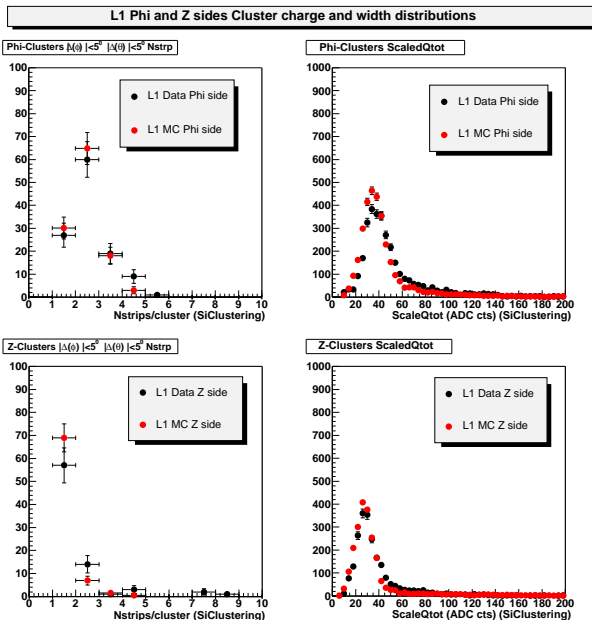 L1 Phi and Z sides Cluster charge and width distributions
Phi-Clusters |Δ(φ) |<5⁰ |Δ(θ) |<5⁰ Nstrp
100
90
80
70
60
50
40
30
20
10
0
L1 Data Phi side
L1 MC Phi side
0 1 2 3 4 5 6 7 8 9 10
Nstrips/cluster (SiClustering)
Phi-Clusters ScaledQtot
1000
900
800
700
600
500
400
300
200
100
0
L1 Data Phi side
L1 MC Phi side
0 20 40 60 80 100 120 140 160 180 200
ScaleQtot (ADC cts) (SiClustering)
Z-Clusters |Δ(φ) |<5⁰ |Δ(θ) |<5⁰ Nstrp
100
90
80
70
60
50
40
30
20
10
0
L1 Data Z side
L1 MC Z side
0 1 2 3 4 5 6 7 8 9 10
Nstrips/cluster (SiClustering)
Z-Clusters ScaledQtot
1000
900
800
700
600
500
400
300
200
100
0
L1 Data Z side
L1 MC Z side
0 20 40 60 80 100 120 140 160 180 200
ScaleQtot (ADC cts) (SiClustering)